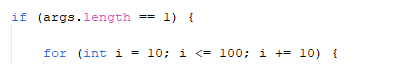 if (args.length == 1) {
for (int i = 10; i <= 100; i += 10) {